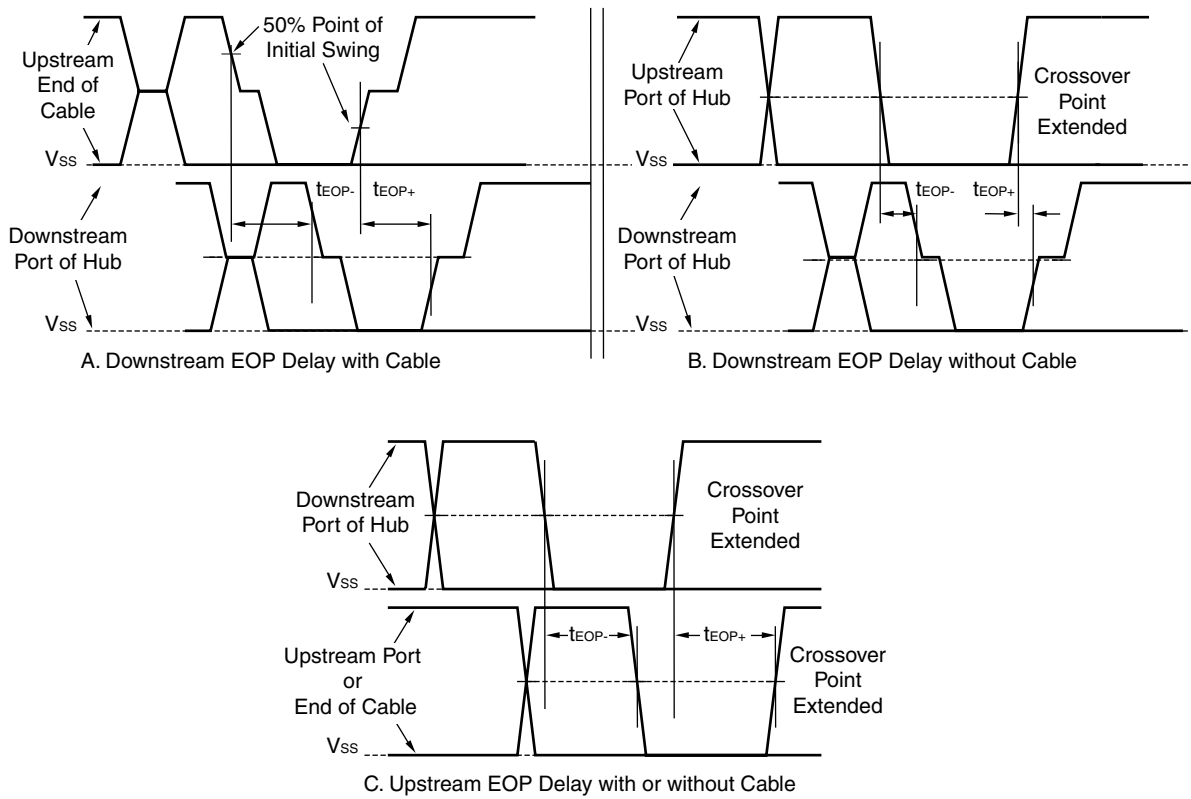 50% Point of
Initial Swing
Upstream
End of
Cable
VSS
tEOP-
tEOP+
Downstream
Port of Hub
VSS
A. Downstream EOP Delay with Cable
Upstream
Port of Hub
Crossover
Point
Extended
VSS
tEOP-
tEOP+
Downstream
Port of Hub
VSS
B. Downstream EOP Delay without Cable
Downstream
Port of Hub
Crossover
Point
Extended
VSS
tEOP-
tEOP+
Upstream Port
or
End of Cable
Crossover
Point
Extended
VSS
C. Upstream EOP Delay with or without Cable